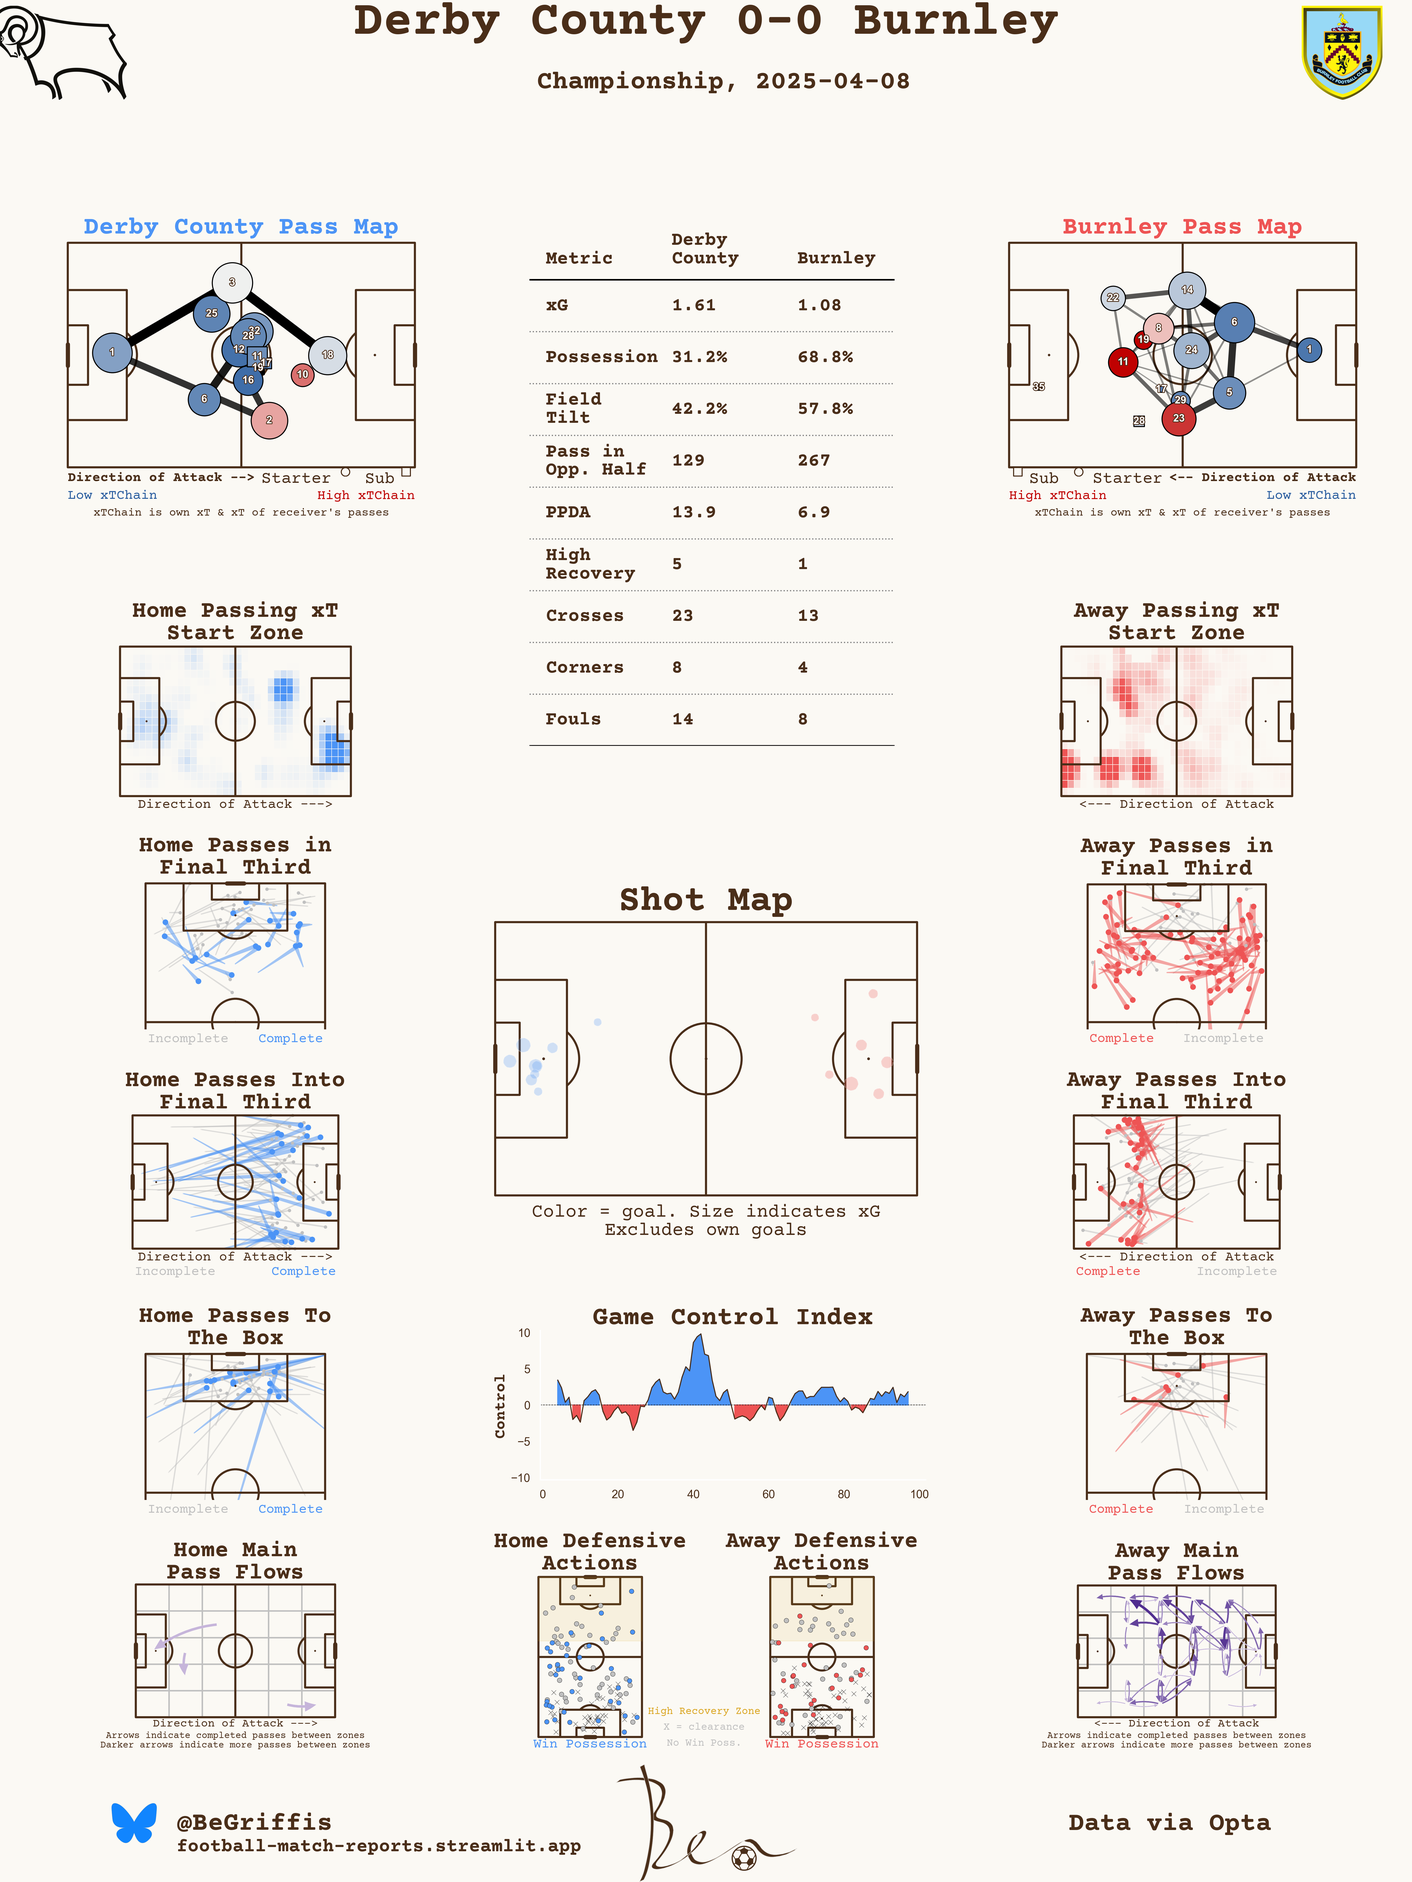 Derby County 0-0 Burnley
Championship, 2025-04-08
BURNLEY FOOTBALL CLUB
Derby County Pass Map
3
25
22
28
12
11
17
19
1
18
10
16
6
2
Direction of Attack --> Starter Sub
Low xTChain High xTChain
xTChain is own xT & xT of receiver's passes
Metric Derby County Burnley
xG 1.61 1.08
Possession 31.2% 68.8%
Field Tilt 42.2% 57.8%
Pass in Opp. Half 129 267
PPDA 13.9 6.9
High Recovery 5 1
Crosses 23 13
Corners 8 4
Fouls 14 8
Burnley Pass Map
22
14
8
6
19
24
1
11
35
17
29
5
28
23
Sub Starter <-- Direction of Attack
High xTChain Low xTChain
xTChain is own xT & xT of receiver's passes
Home Passing xT
Start Zone
Direction of Attack --->
Away Passing xT
Start Zone
<--- Direction of Attack
Home Passes in
Final Third
Incomplete Complete
Away Passes in
Final Third
Complete Incomplete
Shot Map
Color = goal. Size indicates xG
Excludes own goals
Home Passes Into
Final Third
Direction of Attack --->
Incomplete Complete
Away Passes Into
Final Third
<--- Direction of Attack
Complete Incomplete
Home Passes To
The Box
Incomplete Complete
Game Control Index
Control
10
5
0
−5
−10
0 20 40 60 80 100
Away Passes To
The Box
Complete Incomplete
Home Main
Pass Flows
Direction of Attack --->
Arrows indicate completed passes between zones
Darker arrows indicate more passes between zones
Home Defensive
Actions
Win Possession
High Recovery Zone
X = clearance
No Win Poss.
Away Defensive
Actions
Win Possession
Away Main
Pass Flows
<--- Direction of Attack
Arrows indicate completed passes between zones
Darker arrows indicate more passes between zones
@BeGriffis
football-match-reports.streamlit.app
Ben
Data via Opta